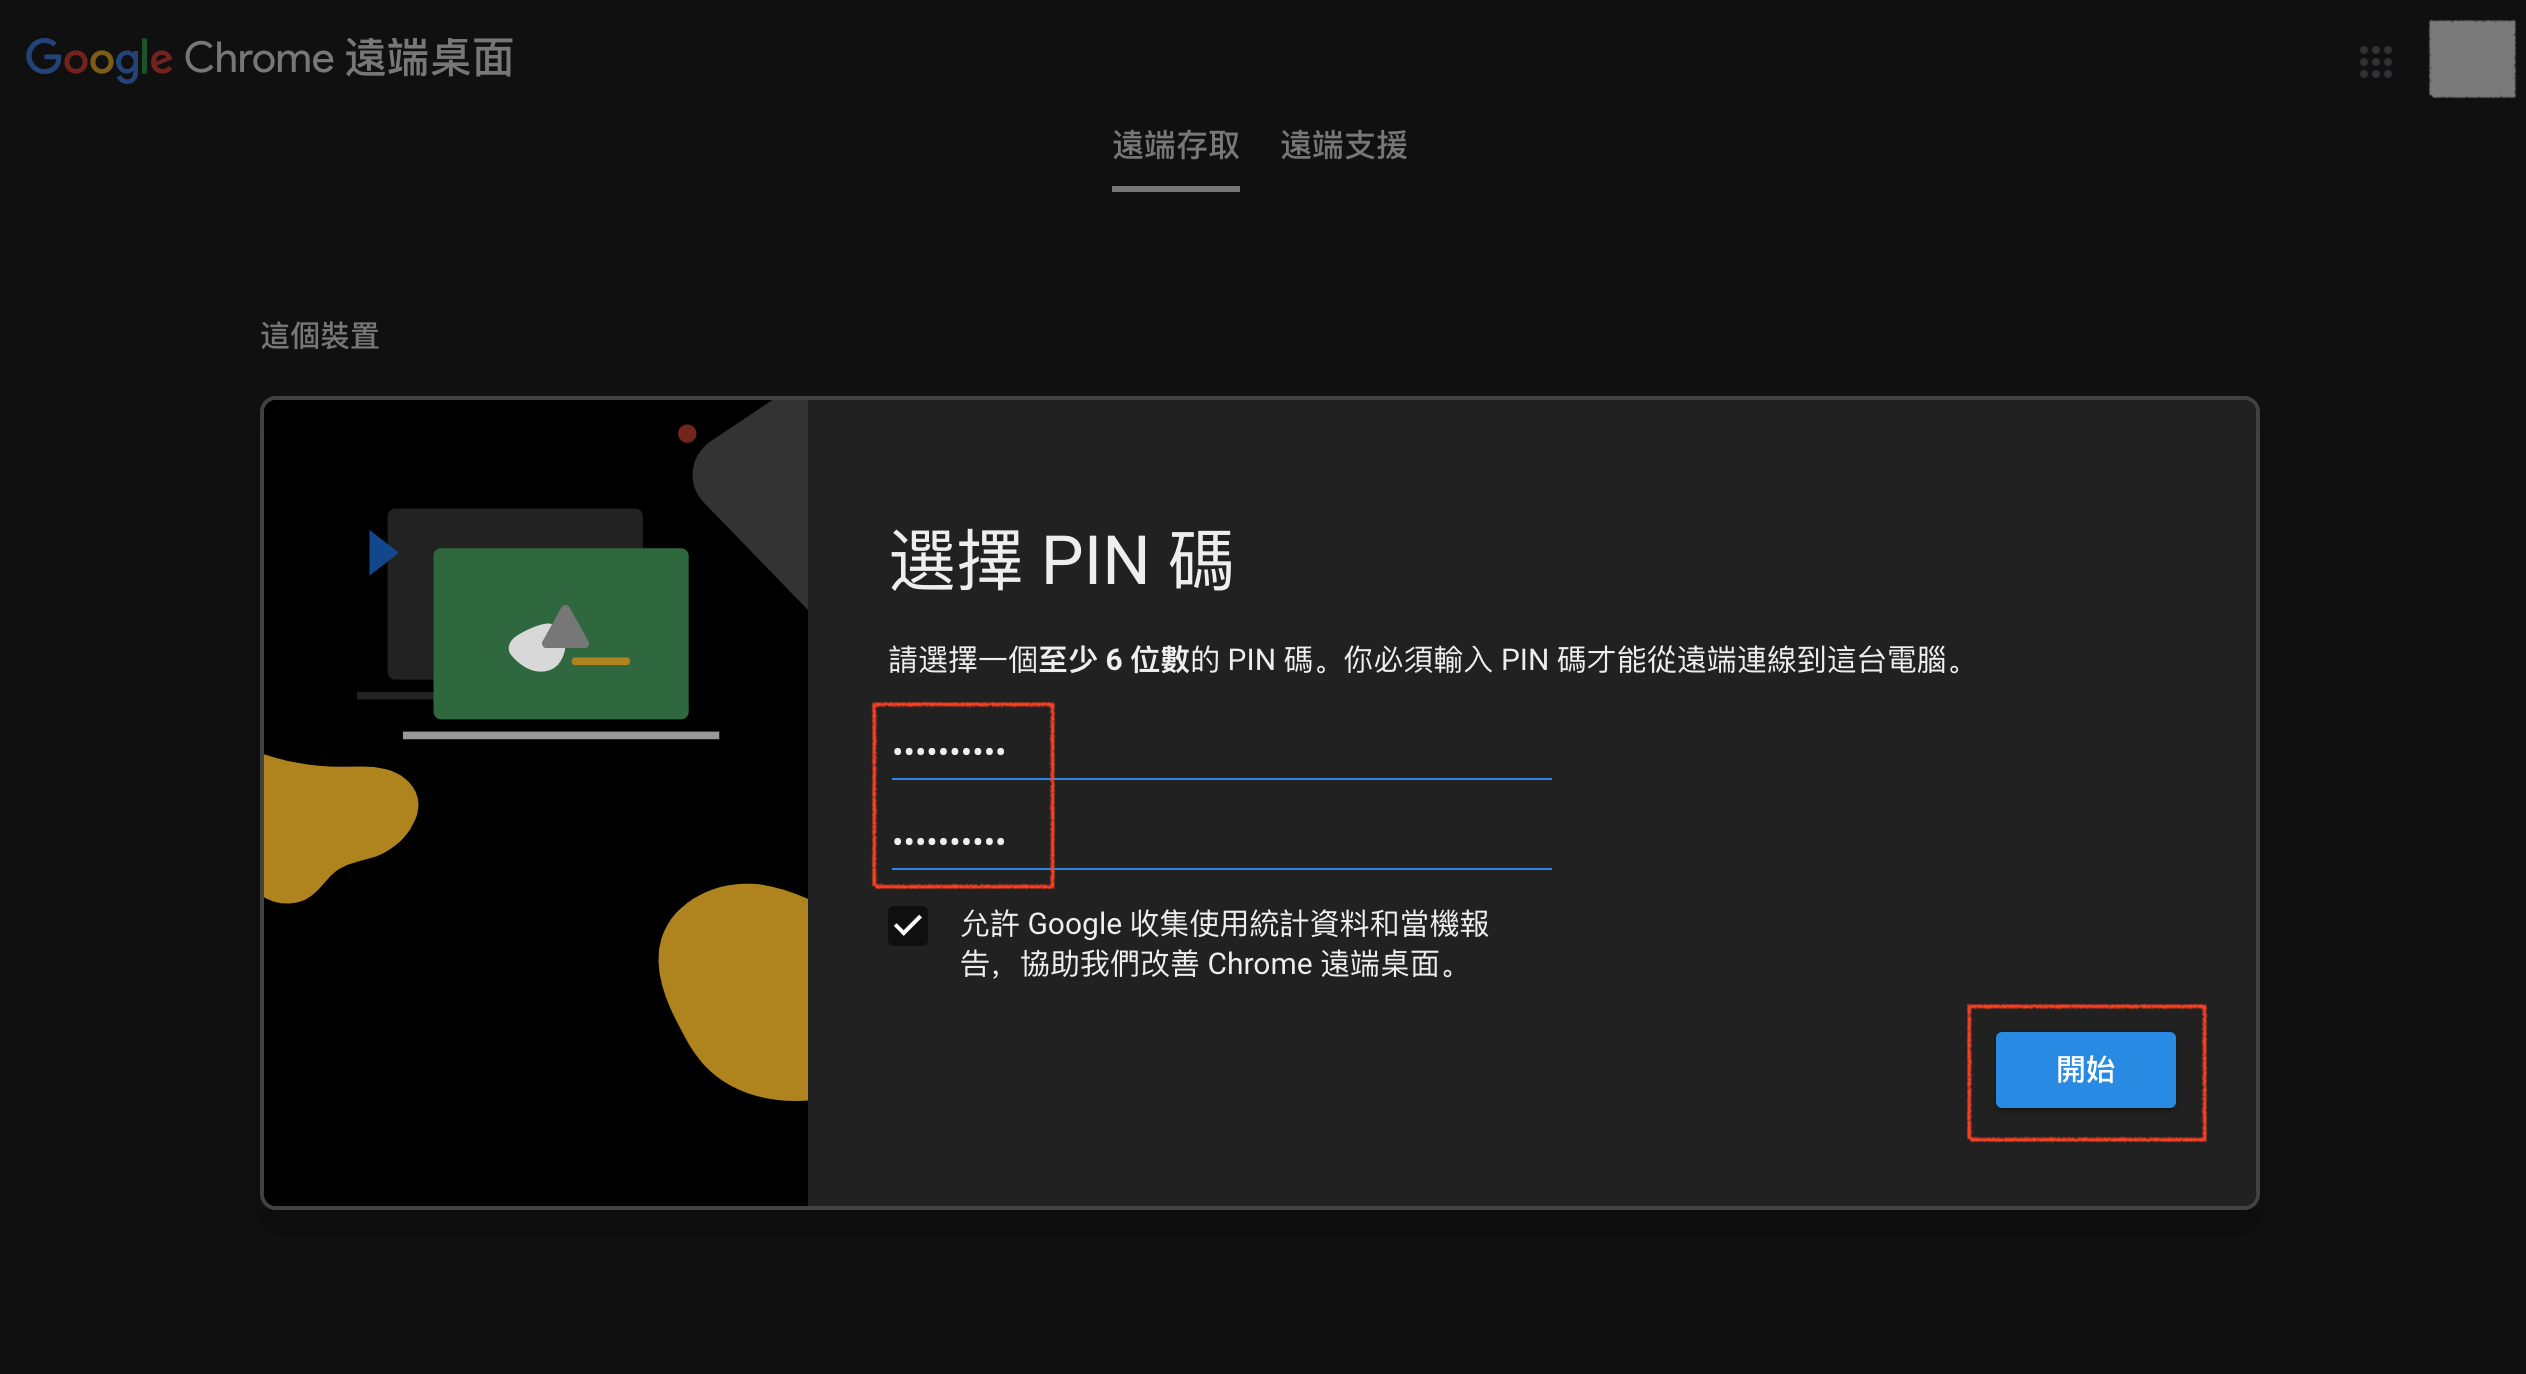 Google Chrome 遠端桌面
遠端存取 遠端支援
這個裝置
選擇 PIN 碼
請選擇一個至少 6 位數的 PIN 碼。你必須輸入 PIN 碼才能從遠端連線到這台電腦。
••••••••••
••••••••••
允許 Google 收集使用統計資料和當機報
告，協助我們改善 Chrome 遠端桌面。
開始